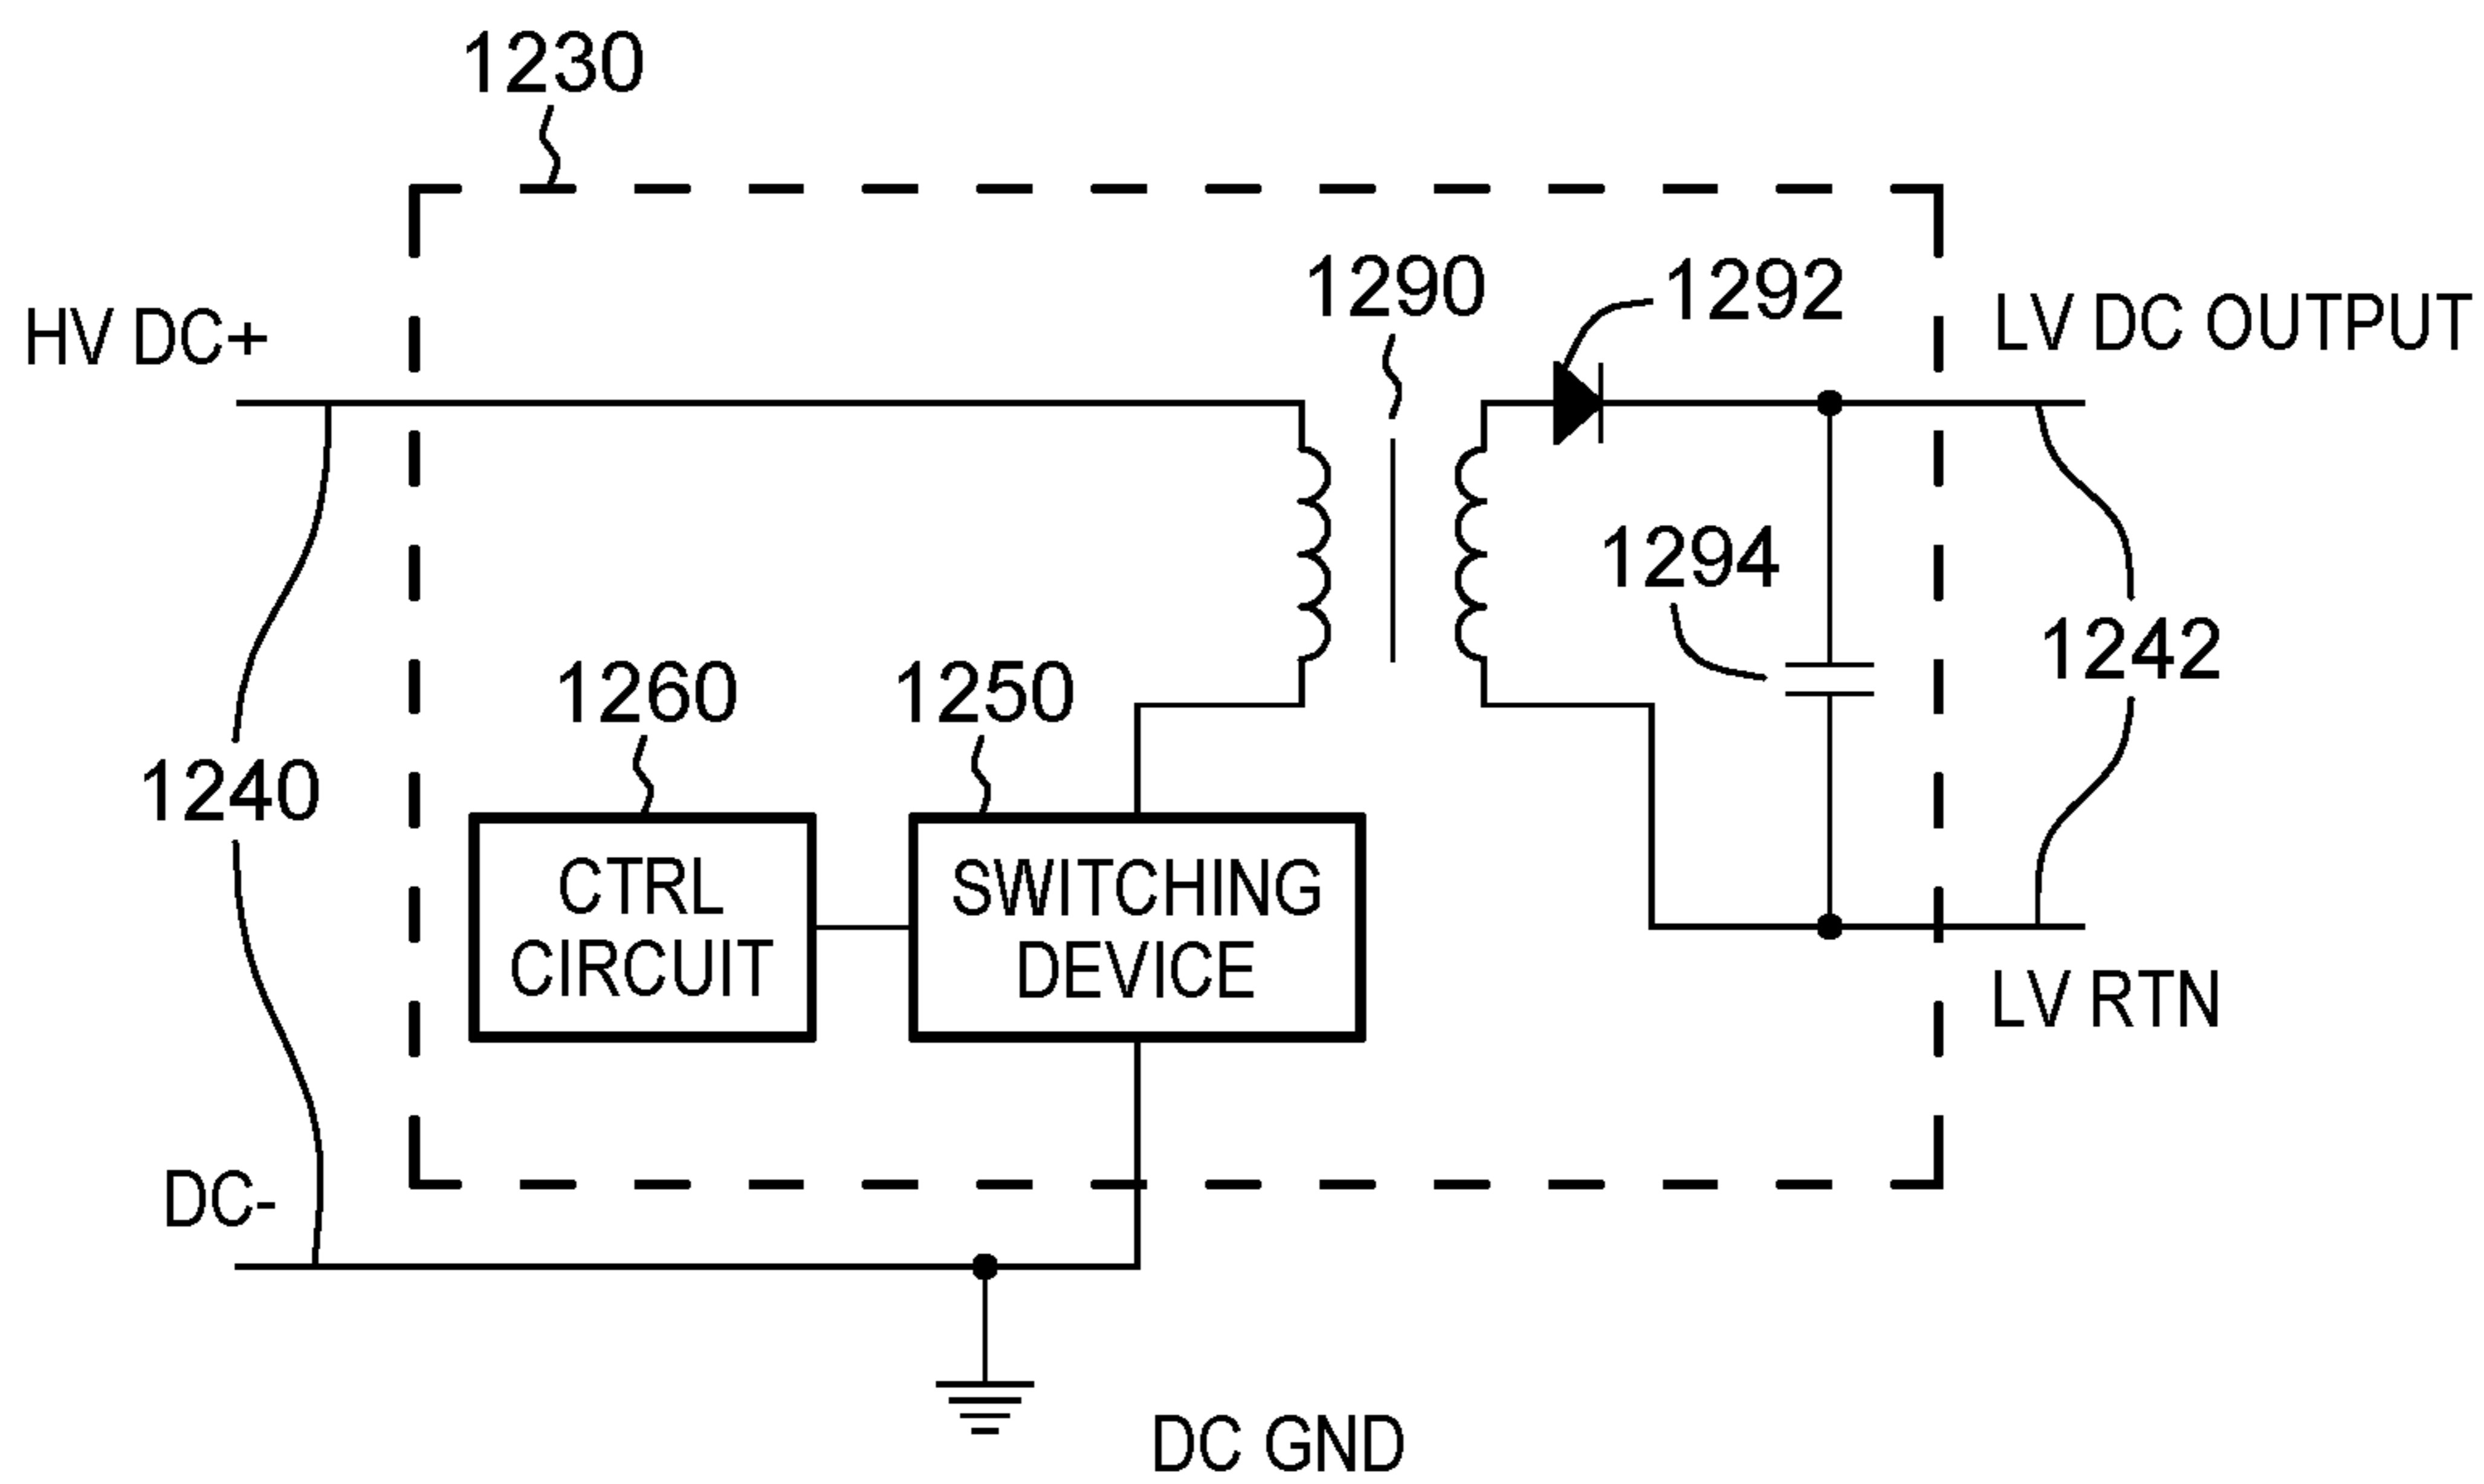 1230
1290
1292
HV DC+
LV DC OUTPUT
1294
1242
1260
1250
1240
CTRL
CIRCUIT
SWITCHING
DEVICE
LV RTN
DC-
DC GND